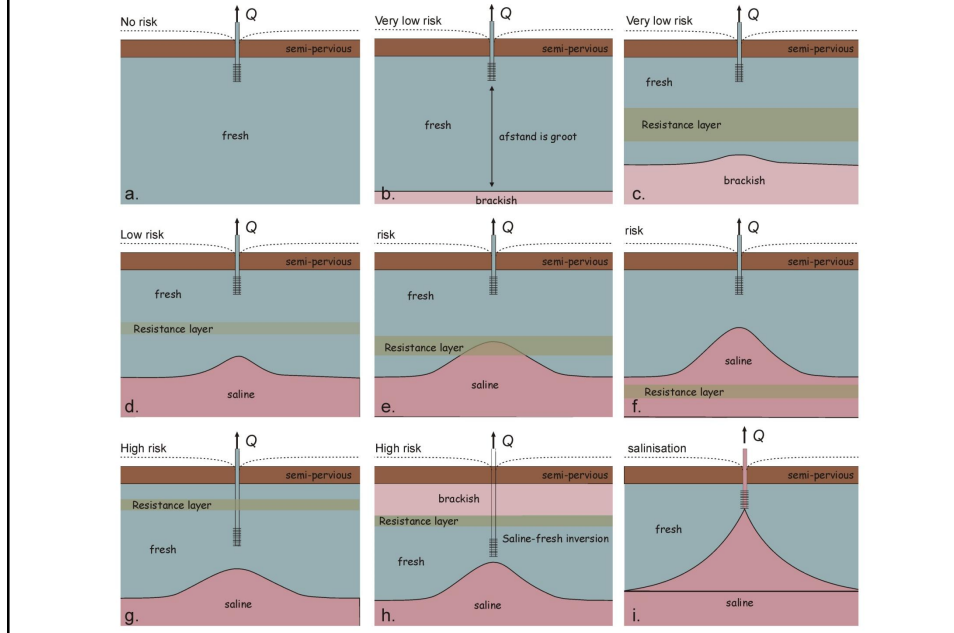 No risk
Q
semi-pervious
fresh
a.
Very low risk
Q
semi-pervious
fresh
afstand is groot
brackish
b.
Very low risk
Q
semi-pervious
fresh
Resistance layer
brackish
c.
Low risk
Q
semi-pervious
fresh
Resistance layer
saline
d.
risk
Q
semi-pervious
fresh
Resistance layer
saline
e.
risk
Q
semi-pervious
fresh
saline
Resistance layer
f.
High risk
Q
semi-pervious
Resistance layer
fresh
saline
g.
High risk
Q
semi-pervious
brackish
Resistance layer
Saline-fresh inversion
fresh
saline
h.
salinisation
Q
semi-pervious
fresh
saline
i.